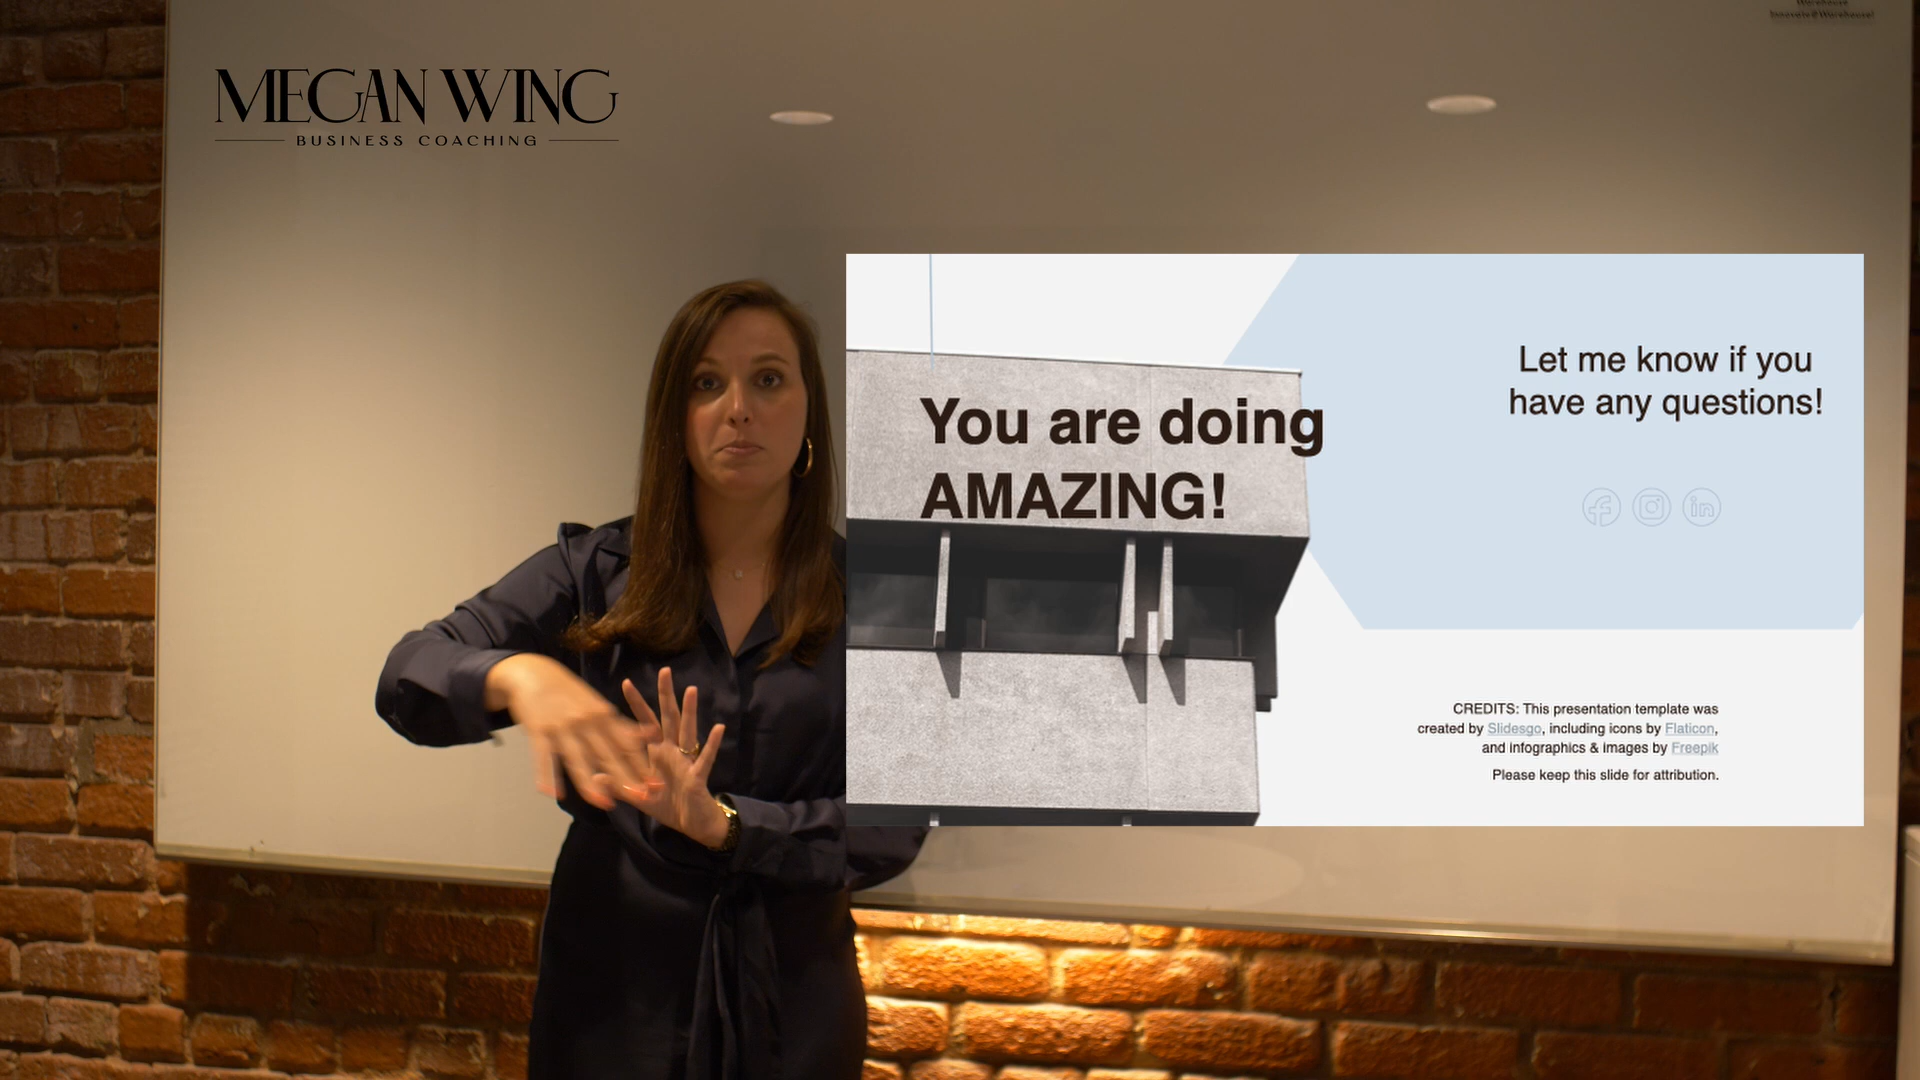 Warehouse
MEGAN WING
BUSINESS COACHING
You are doing
AMAZING!
Let me know if you
have any questions!
CREDITS: This presentation template was
created by Slidesgo, including icons by Flaticon,
and infographics & images by Freepik
Please keep this slide for attribution.